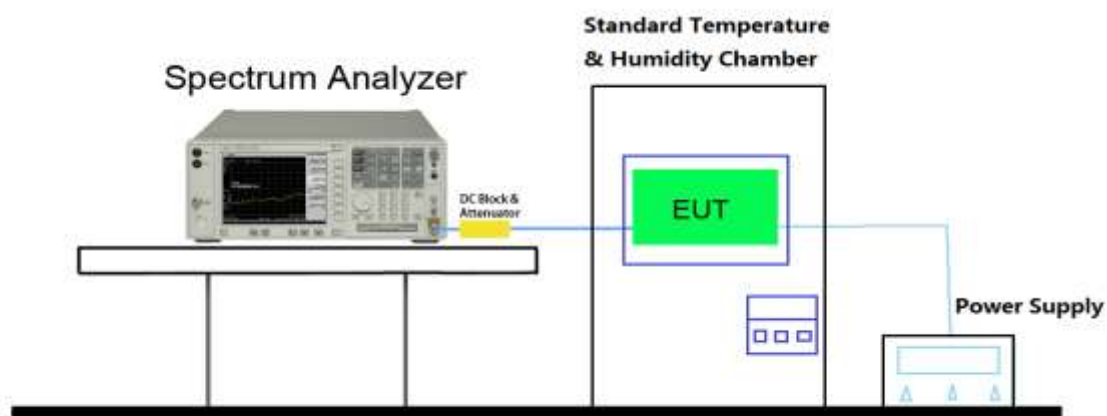 Standard Temperature
& Humidity Chamber
Spectrum Analyzer
DC Block &
Attenuator
EUT
Power Supply